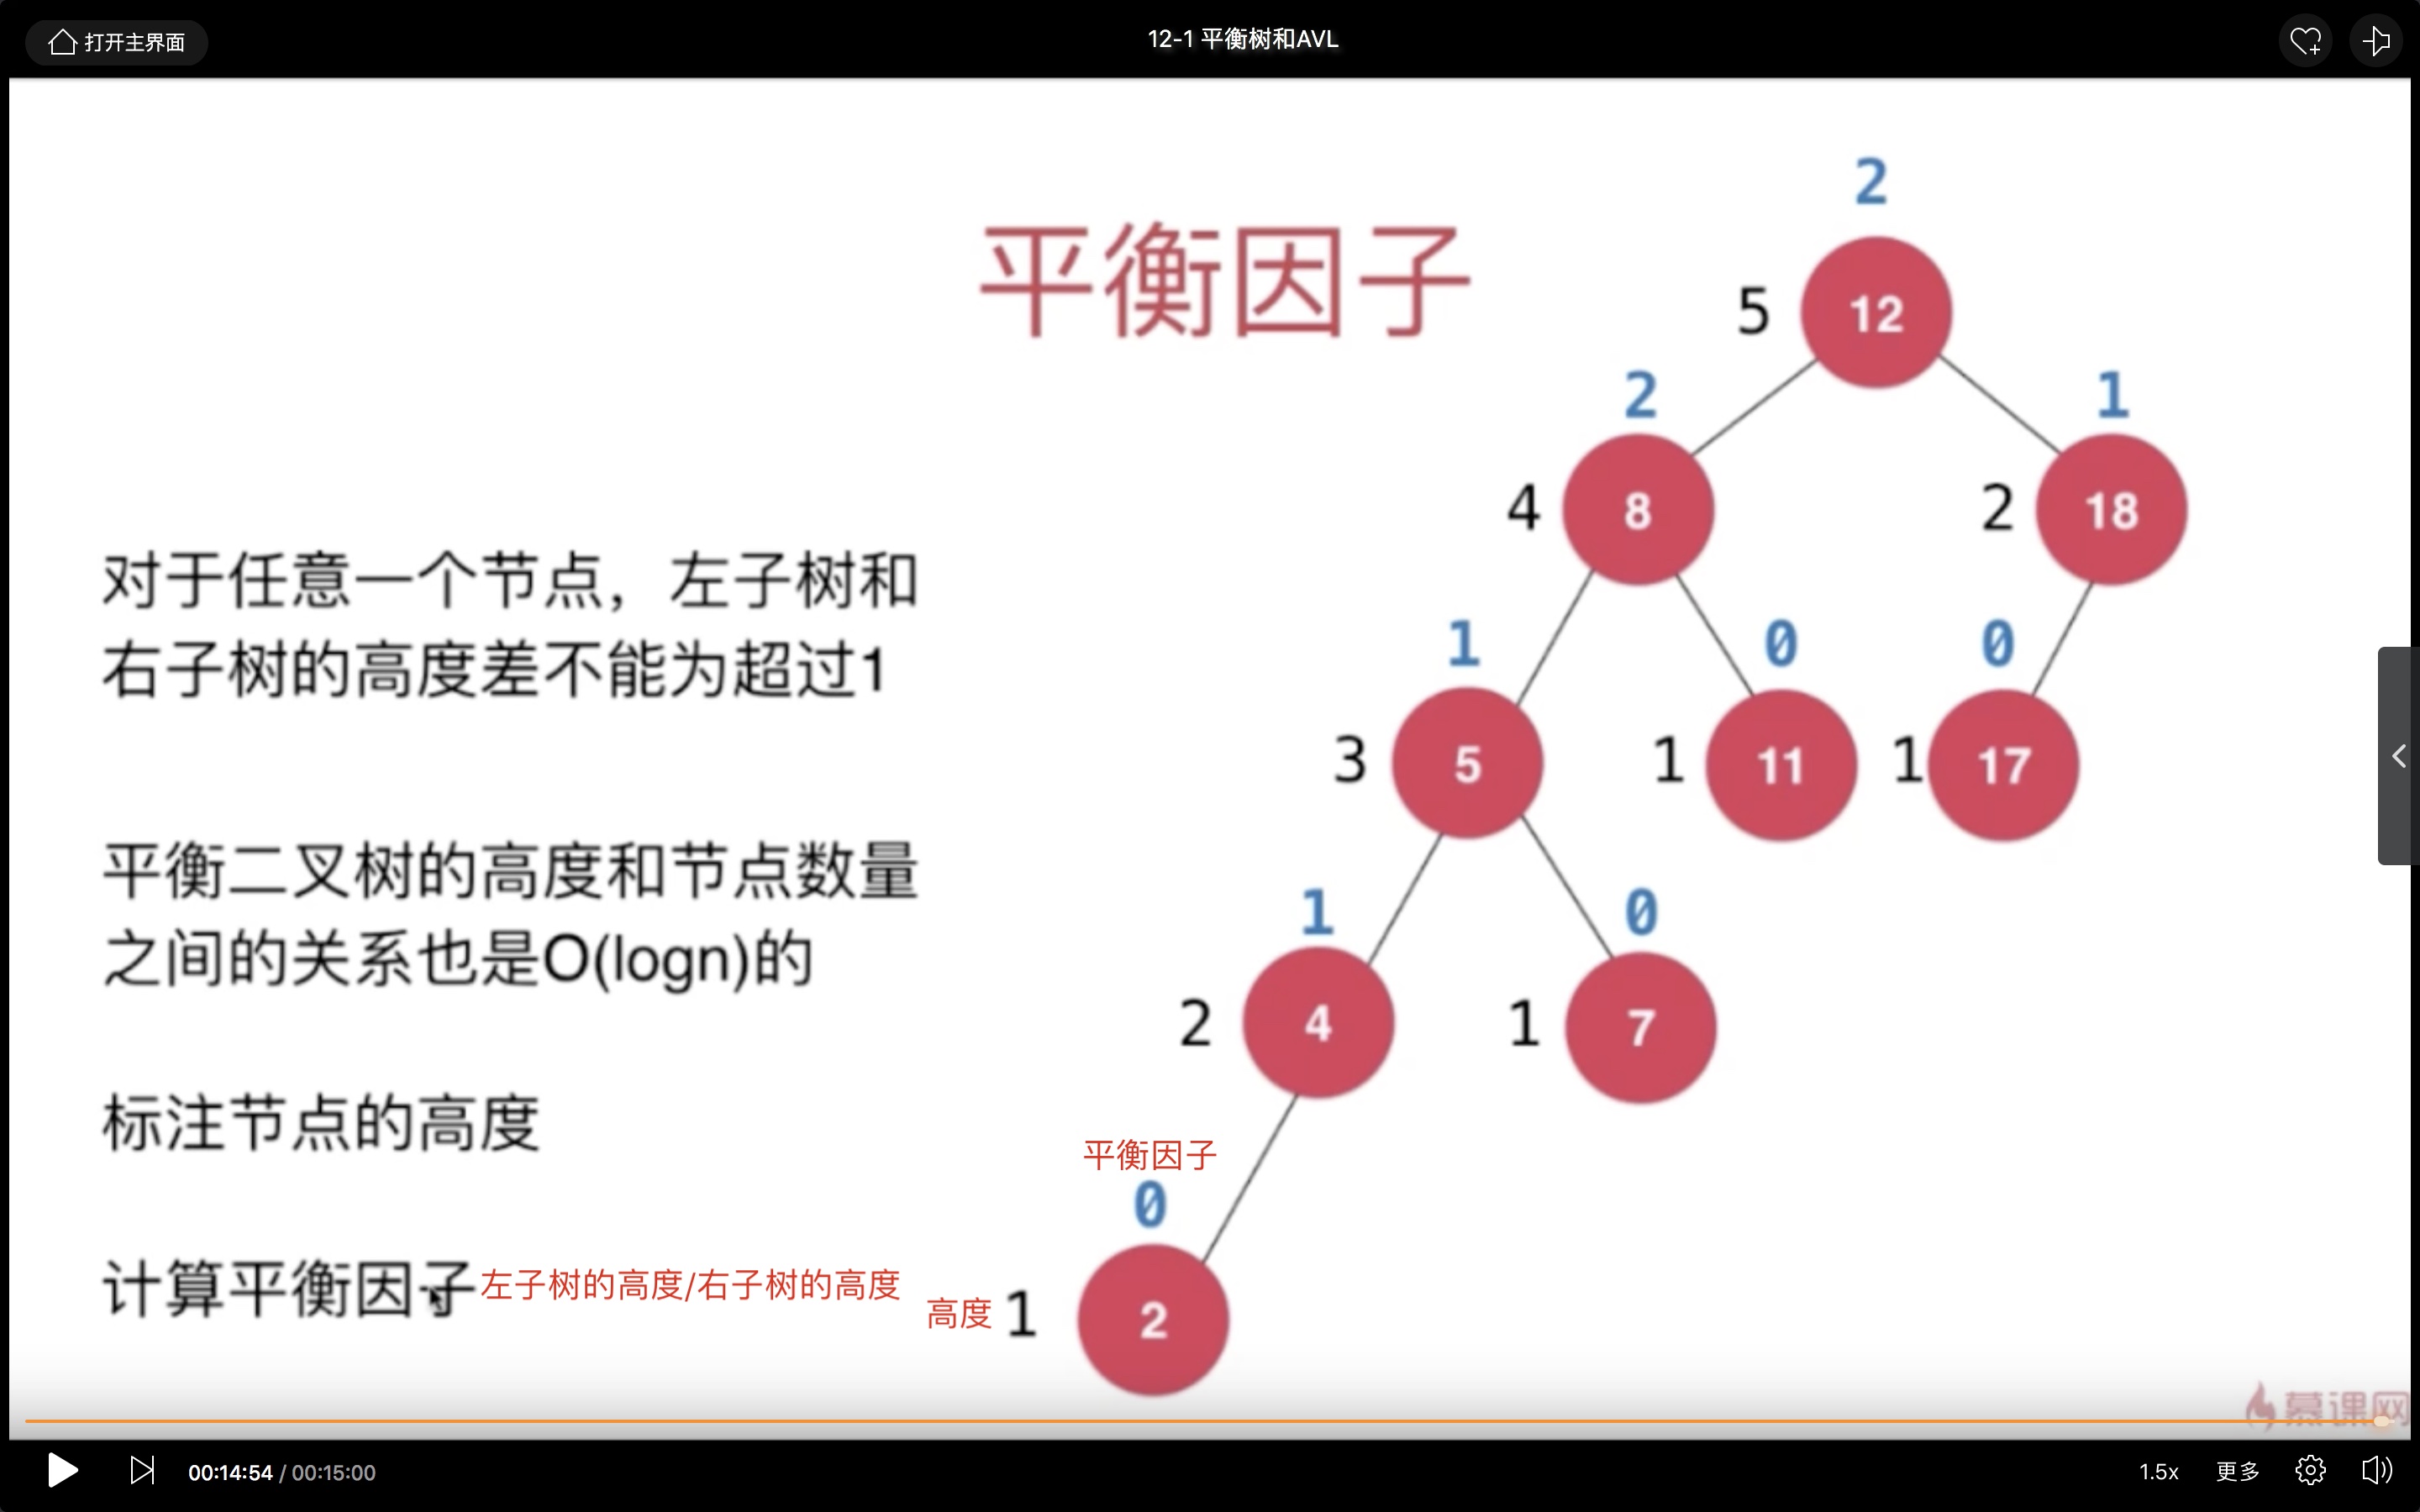 打开主界面
12-1 平衡树和AVL
平衡因子
对于任意一个节点，左子树和
右子树的高度差不能为超过1
平衡二叉树的高度和节点数量
之间的关系也是O(logn)的
标注节点的高度
计算平衡因子 左子树的高度/右子树的高度
2
5 12
2 1
4 8 2 18
1 0 0
3 5 1 11 1 17
1 0
2 4 1 7
平衡因子
0
高度 1 2
慕课网
00:14:54 / 00:15:00
1.5x 更多